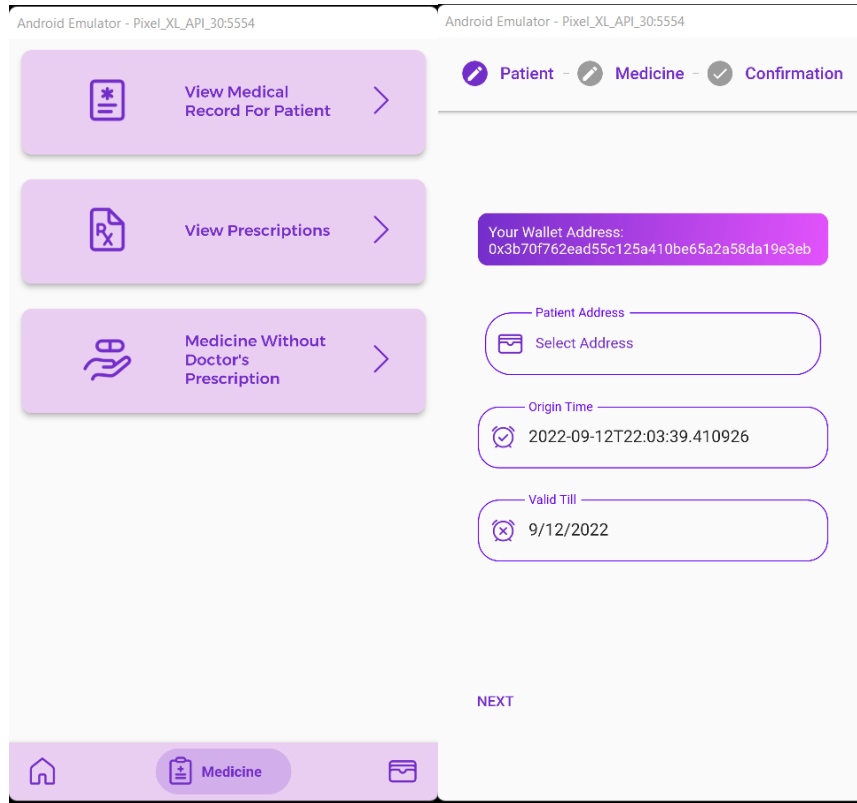 Android Emulator - Pixel_XL_API_30:5554
View Medical
Record For Patient
View Prescriptions
Medicine Without
Doctor's
Prescription
Medicine
Android Emulator - Pixel_XL_API_30:5554
Patient
Medicine
Confirmation
Your Wallet Address:
0x3b70f762ead55c125a410be65a2a58da19e3eb
Patient Address
Select Address
Origin Time
2022-09-12T22:03:39.410926
Valid Till
9/12/2022
NEXT